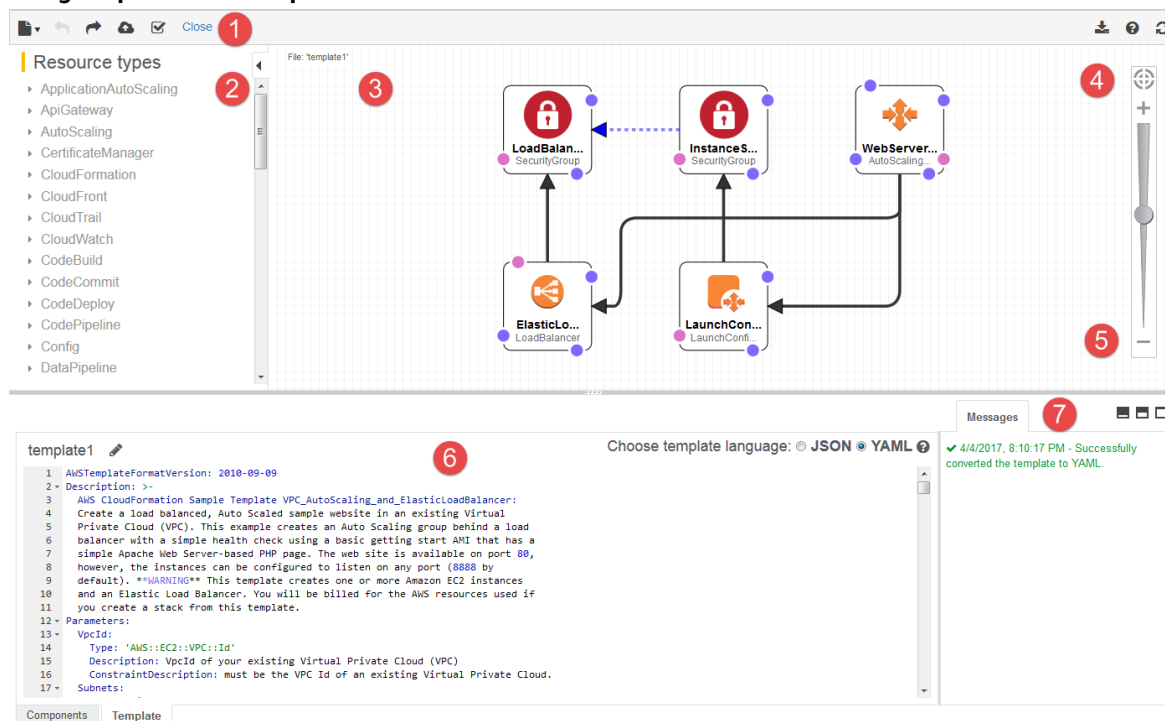 Close
1
Resource types
2
ApplicationAutoScaling
ApiGateway
AutoScaling
CertificateManager
CloudFormation
CloudFront
CloudTrail
CloudWatch
CodeBuild
CodeCommit
CodeDeploy
CodePipeline
Config
DataPipeline
File: 'template1'
3
4
LoadBalan...
SecurityGroup
InstanceS...
SecurityGroup
WebServer...
AutoScaling...
ElasticLo...
LoadBalancer
LaunchCon...
LaunchConfi...
5
template1
6
Choose template language: JSON YAML
1 AWSTemplateFormatVersion: 2010-09-09
2 Description: >-
3 AWS CloudFormation Sample Template VPC_AutoScaling_and_ElasticLoadBalancer:
4 Create a load balanced, Auto Scaled sample website in an existing Virtual
5 Private Cloud (VPC). This example creates an Auto Scaling group behind a load
6 balancer with a simple health check using a basic getting start AMI that has a
7 simple Apache Web Server-based PHP page. The web site is available on port 80,
8 however, the instances can be configured to listen on any port (8888 by
9 default). **WARNING** This template creates one or more Amazon EC2 instances
10 and an Elastic Load Balancer. You will be billed for the AWS resources used if
11 you create a stack from this template.
12 Parameters:
13 VpcId:
14 Type: 'AWS::EC2::VPC::Id'
15 Description: VpcId of your existing Virtual Private Cloud (VPC)
16 ConstraintDescription: must be the VPC Id of an existing Virtual Private Cloud.
17 Subnets:
Components Template
Messages
7
4/4/2017, 8:10:17 PM - Successfully
converted the template to YAML.